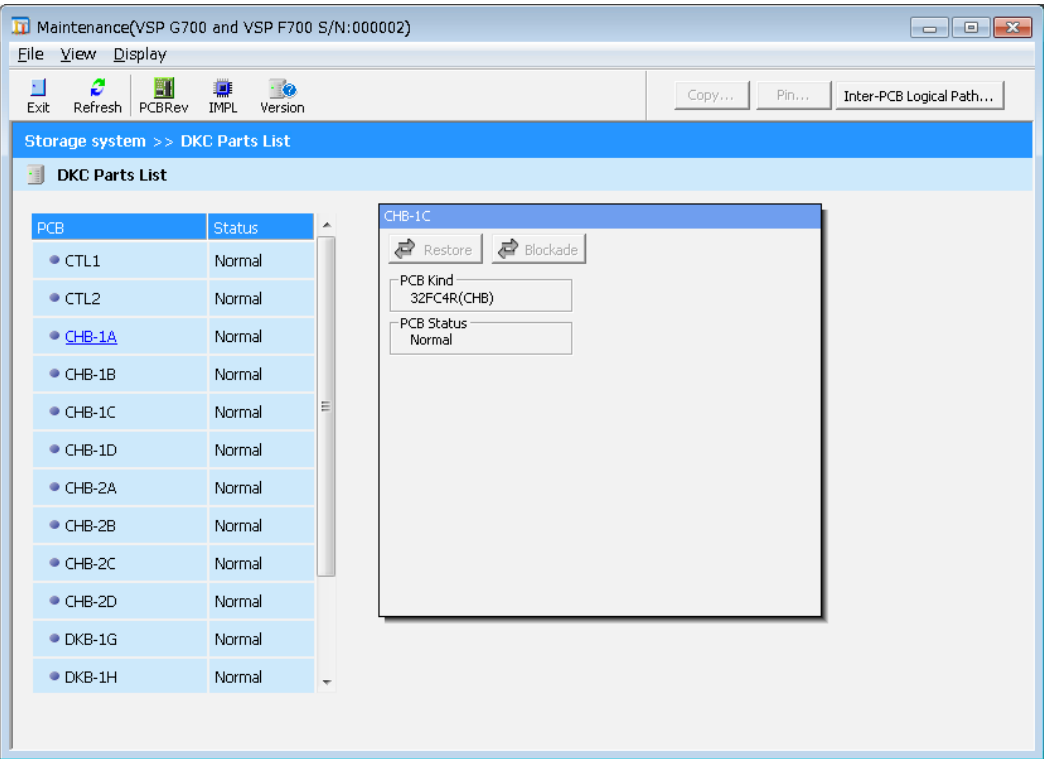 Maintenance(VSP G700 and VSP F700 S/N:000002)
File View Display
Exit Refresh PCBRev IMPL Version Copy... Pin... Inter-PCB Logical Path...
Storage system >> DKC Parts List
DKC Parts List
PCB Status
CTL1 Normal
CTL2 Normal
CHB-1A Normal
CHB-1B Normal
CHB-1C Normal
CHB-1D Normal
CHB-2A Normal
CHB-2B Normal
CHB-2C Normal
CHB-2D Normal
DKB-1G Normal
DKB-1H Normal
CHB-1C
Restore Blockade
PCB Kind
32FC4R(CHB)
PCB Status
Normal